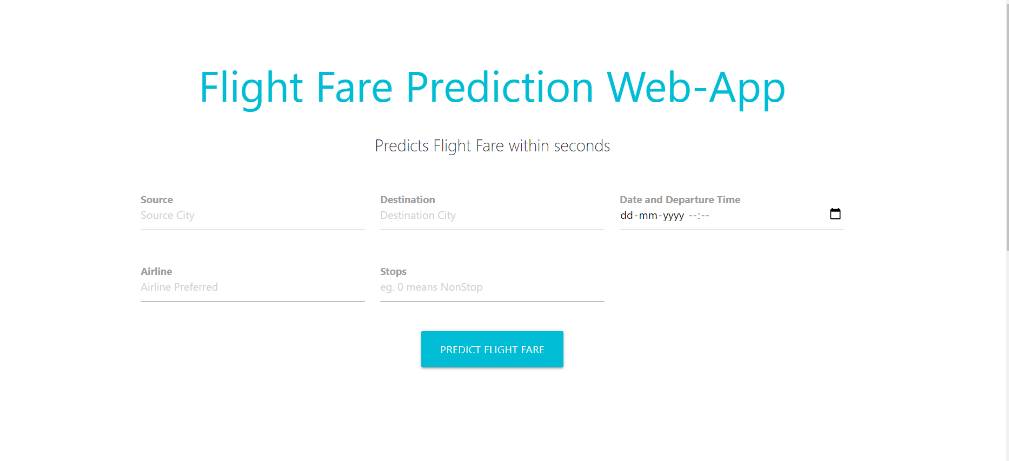 Flight Fare Prediction Web-App
Predicts Flight Fare within seconds
Source
Source City
Destination
Destination City
Date and Departure Time
dd-mm-yyyy --:--
Airline
Airline Preferred
Stops
eg. 0 means NonStop
PREDICT FLIGHT FARE